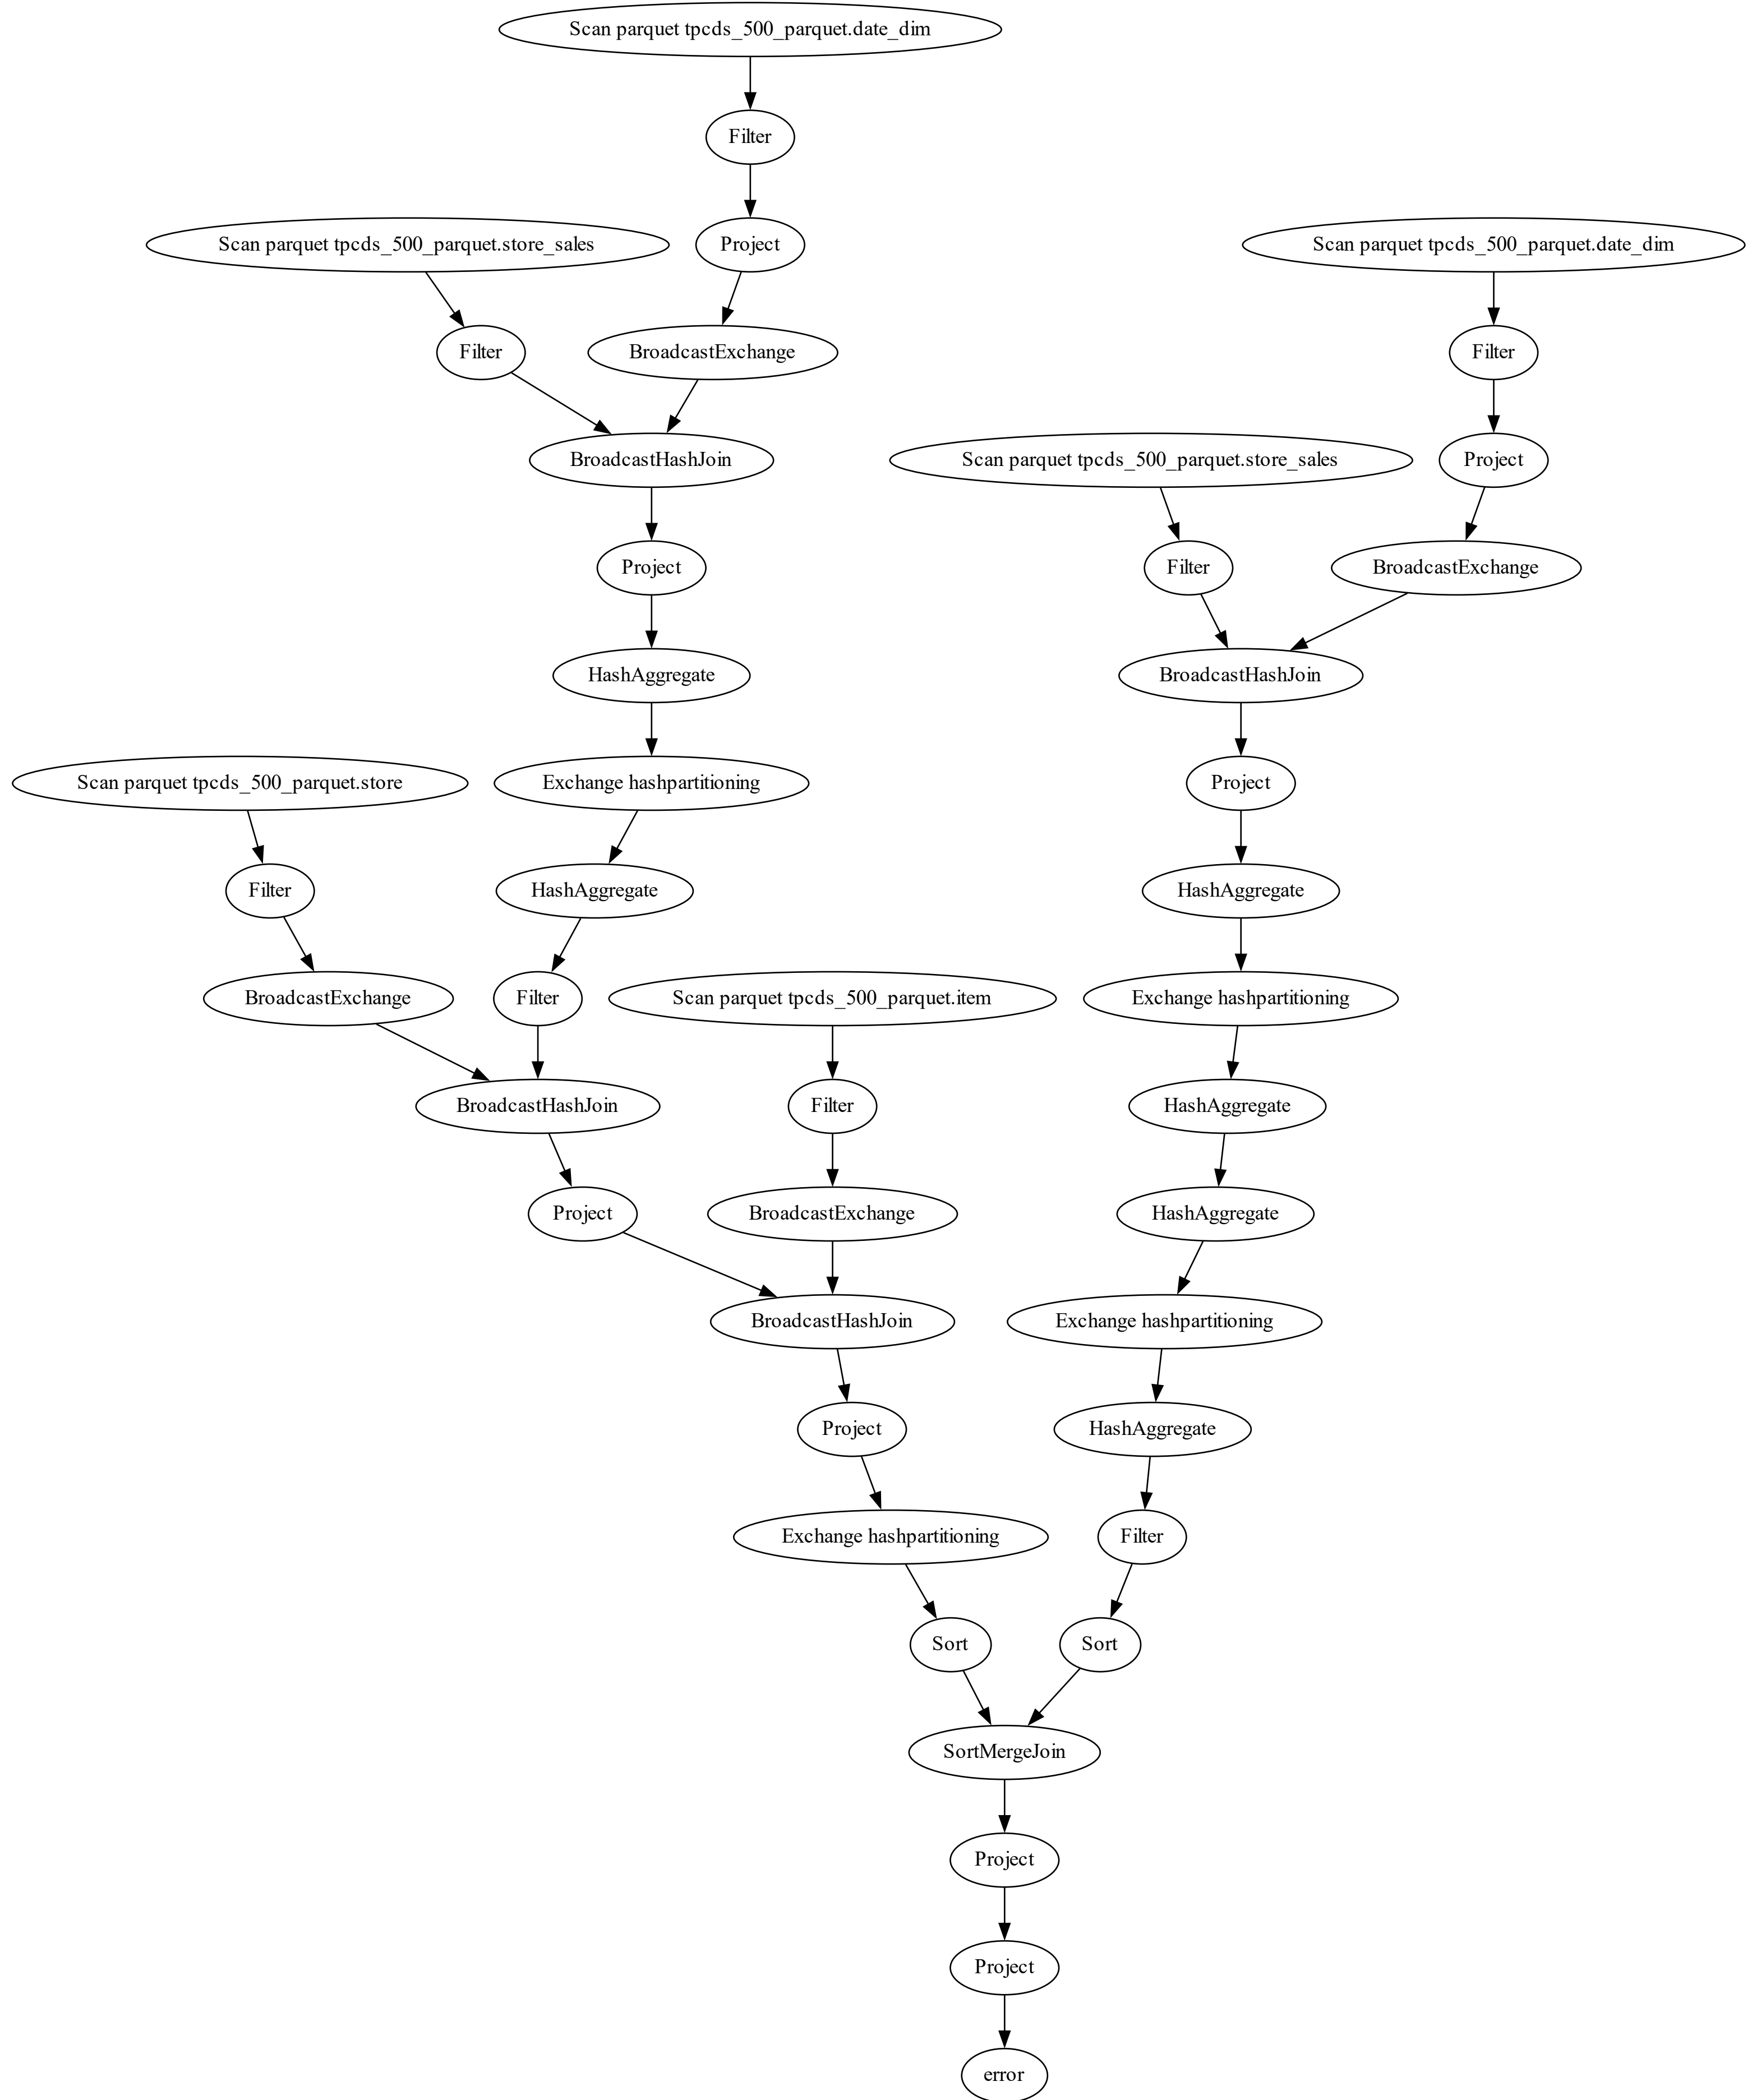 Scan parquet tpcds_500_parquet.date_dim
Filter
Scan parquet tpcds_500_parquet.store_sales
Project
Scan parquet tpcds_500_parquet.date_dim
Filter
BroadcastExchange
Filter
BroadcastHashJoin
Scan parquet tpcds_500_parquet.store_sales
Project
Project
Filter
BroadcastExchange
HashAggregate
BroadcastHashJoin
Scan parquet tpcds_500_parquet.store
Exchange hashpartitioning
Project
Filter
HashAggregate
HashAggregate
BroadcastExchange
Filter
Scan parquet tpcds_500_parquet.item
Exchange hashpartitioning
BroadcastHashJoin
Filter
HashAggregate
Project
BroadcastExchange
HashAggregate
BroadcastHashJoin
Exchange hashpartitioning
Project
HashAggregate
Exchange hashpartitioning
Filter
Sort
Sort
SortMergeJoin
Project
Project
error